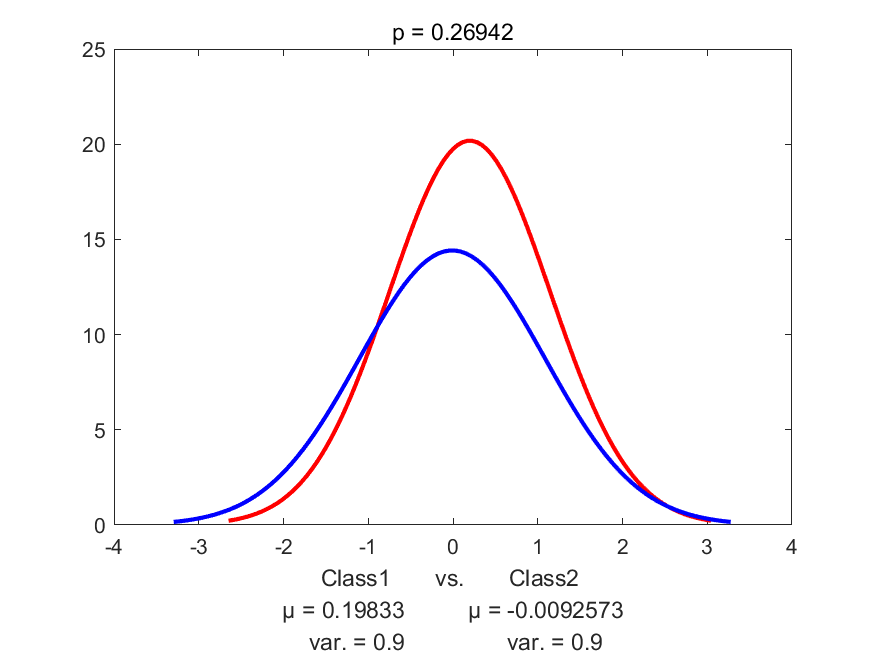 p = 0.26942
25
20
15
10
5
0
-4 -3 -2 -1 0 1 2 3 4
Class1 vs. Class2
μ = 0.19833 μ = -0.0092573
var. = 0.9 var. = 0.9